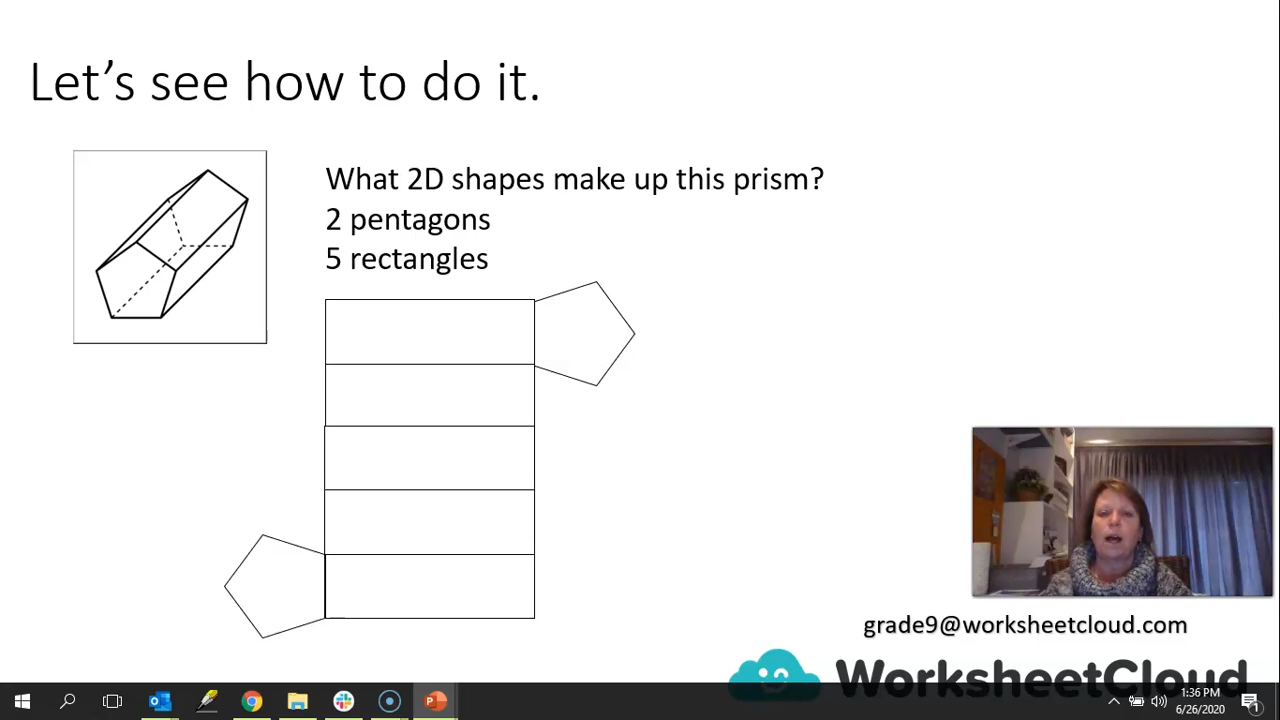 Let's see how to do it.
What 2D shapes make up this prism?
2 pentagons
5 rectangles
grade9@worksheetcloud.com
WorksheetCloud
1:36 PM
6/26/2020